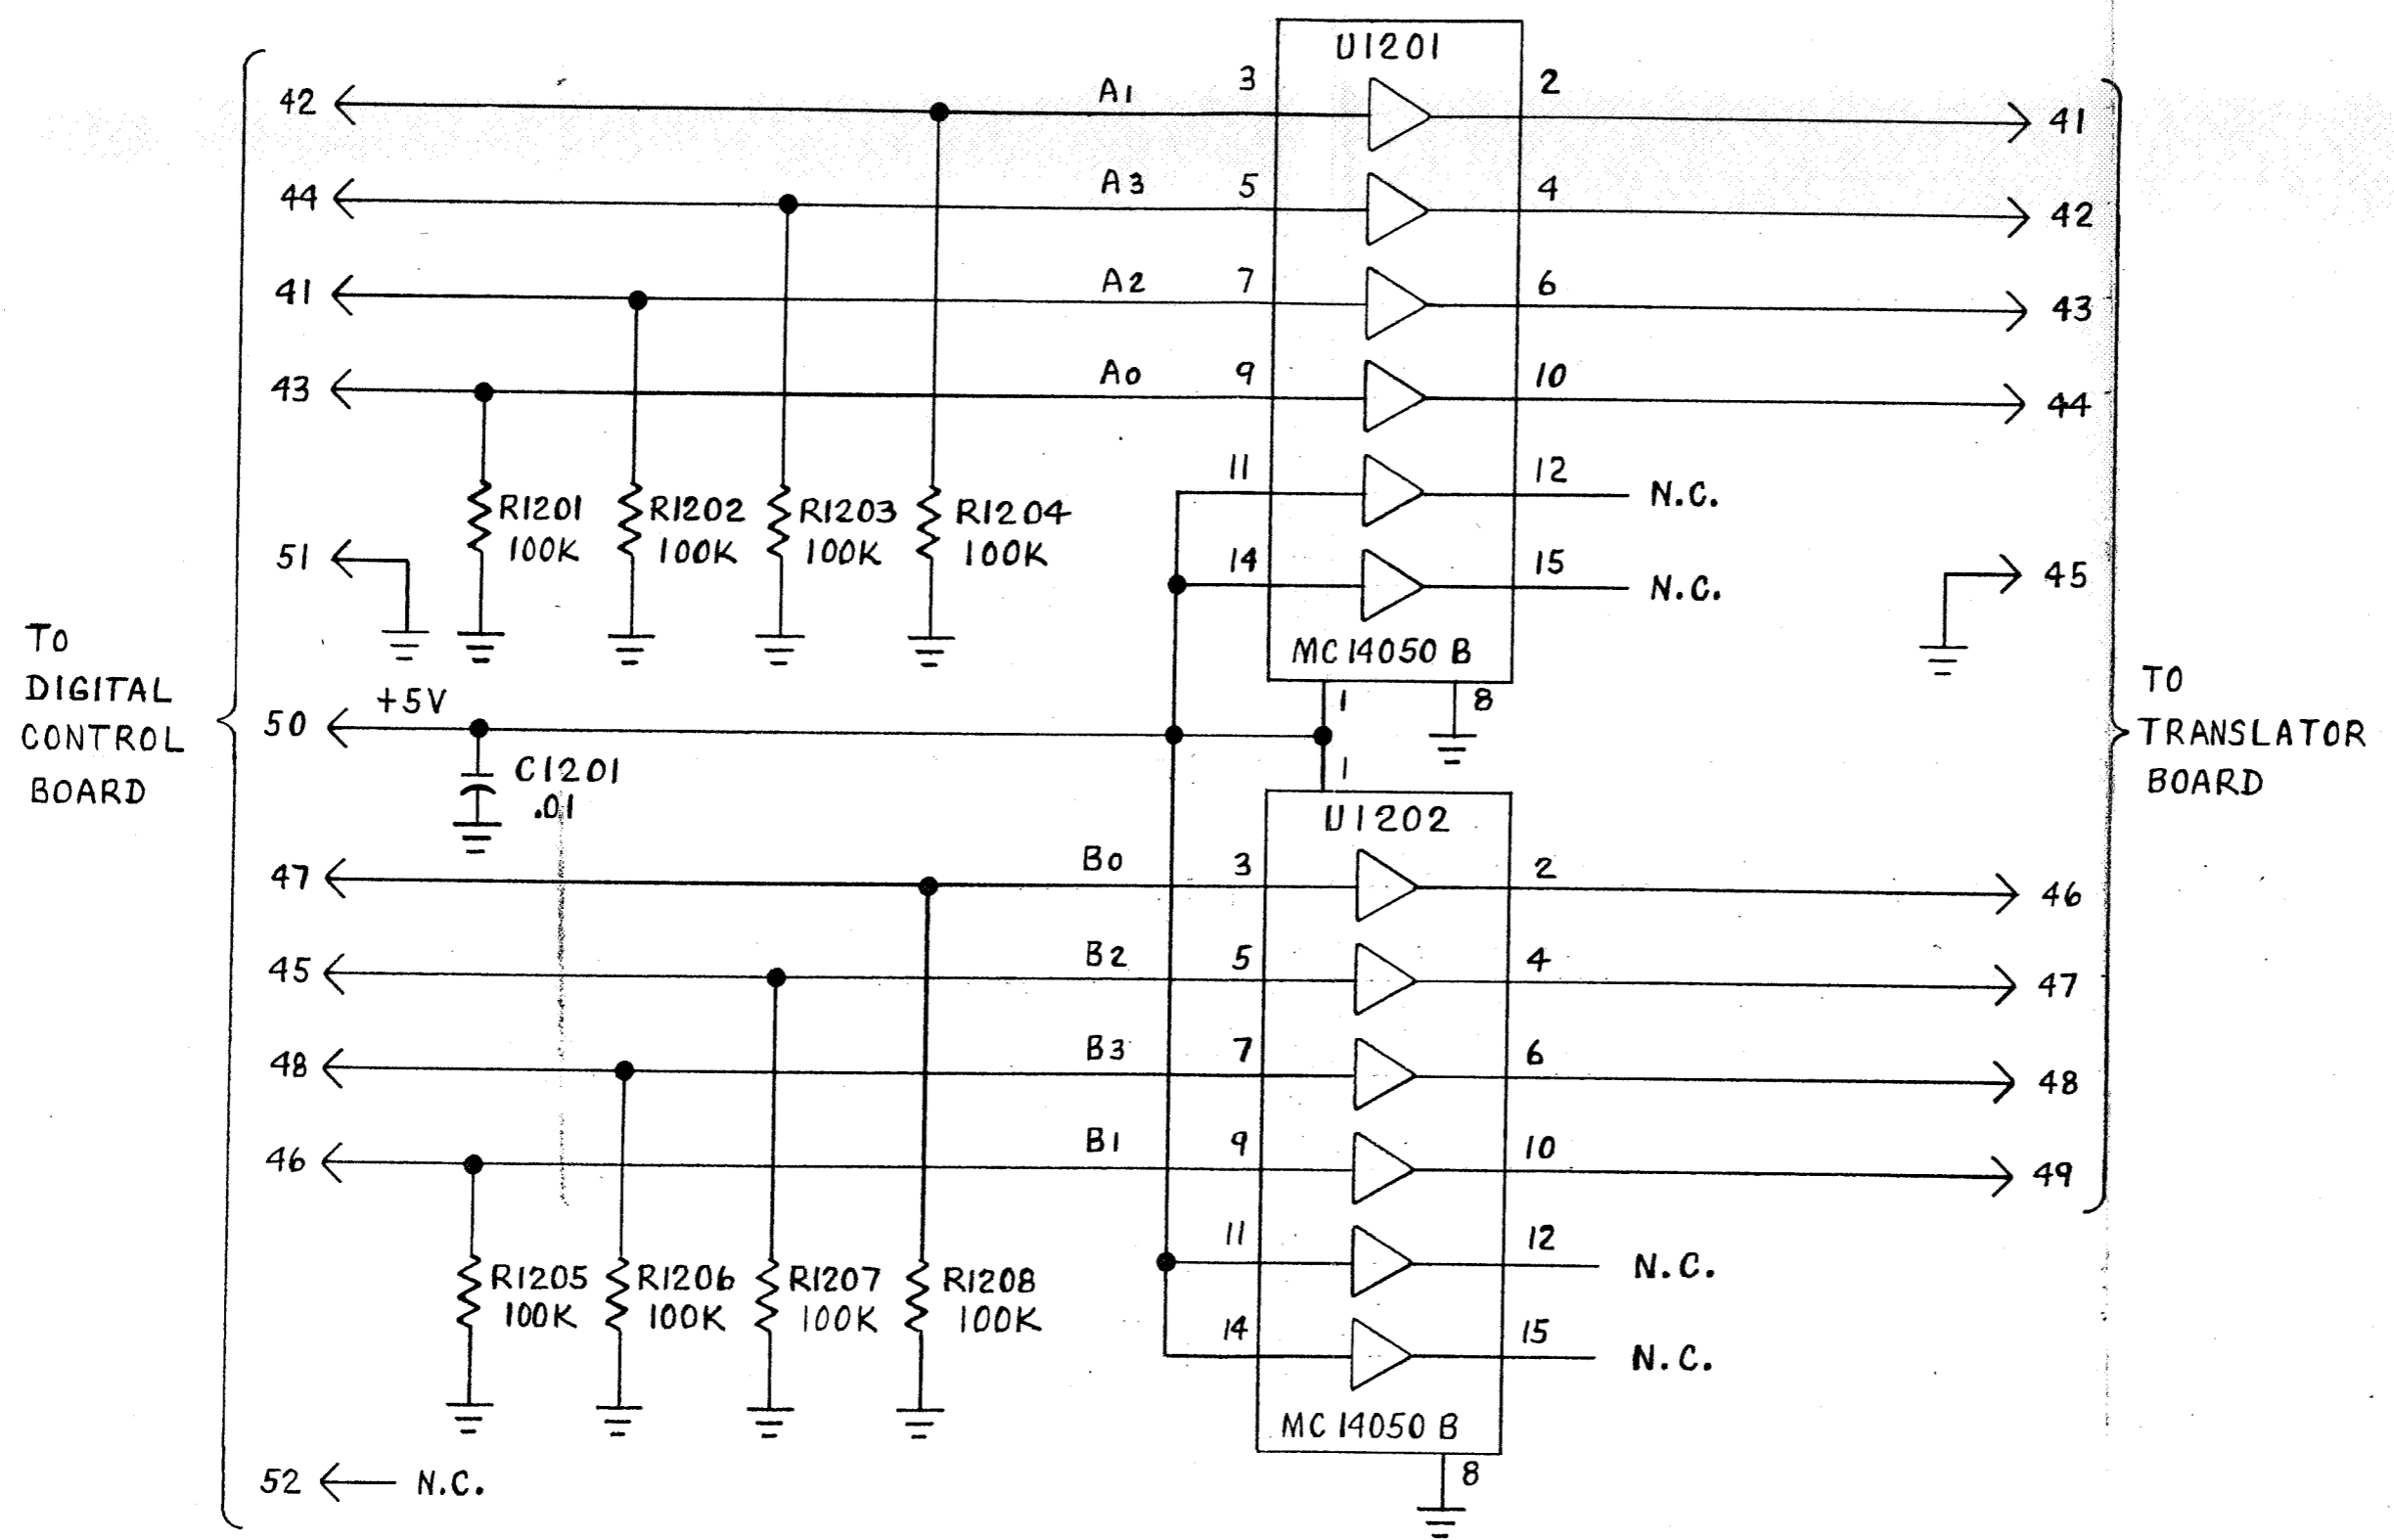 U1201
42 A1 3 2 41
44 A3 5 4 42
41 A2 7 6 43
43 A0 9 10 44
11 12 N.C.
R1201 R1202 R1203 R1204
100K 100K 100K 100K
51 14 15 N.C. 45
MC14050B
1 8
TO
DIGITAL
CONTROL
BOARD
50 +5V
TO
TRANSLATOR
BOARD
C1201
.01
1
U1202
47 B0 3 2 46
45 B2 5 4 47
48 B3 7 6 48
46 B1 9 10 49
11 12 N.C.
R1205 R1206 R1207 R1208
100K 100K 100K 100K
14 15 N.C.
MC14050B
8
52 N.C.